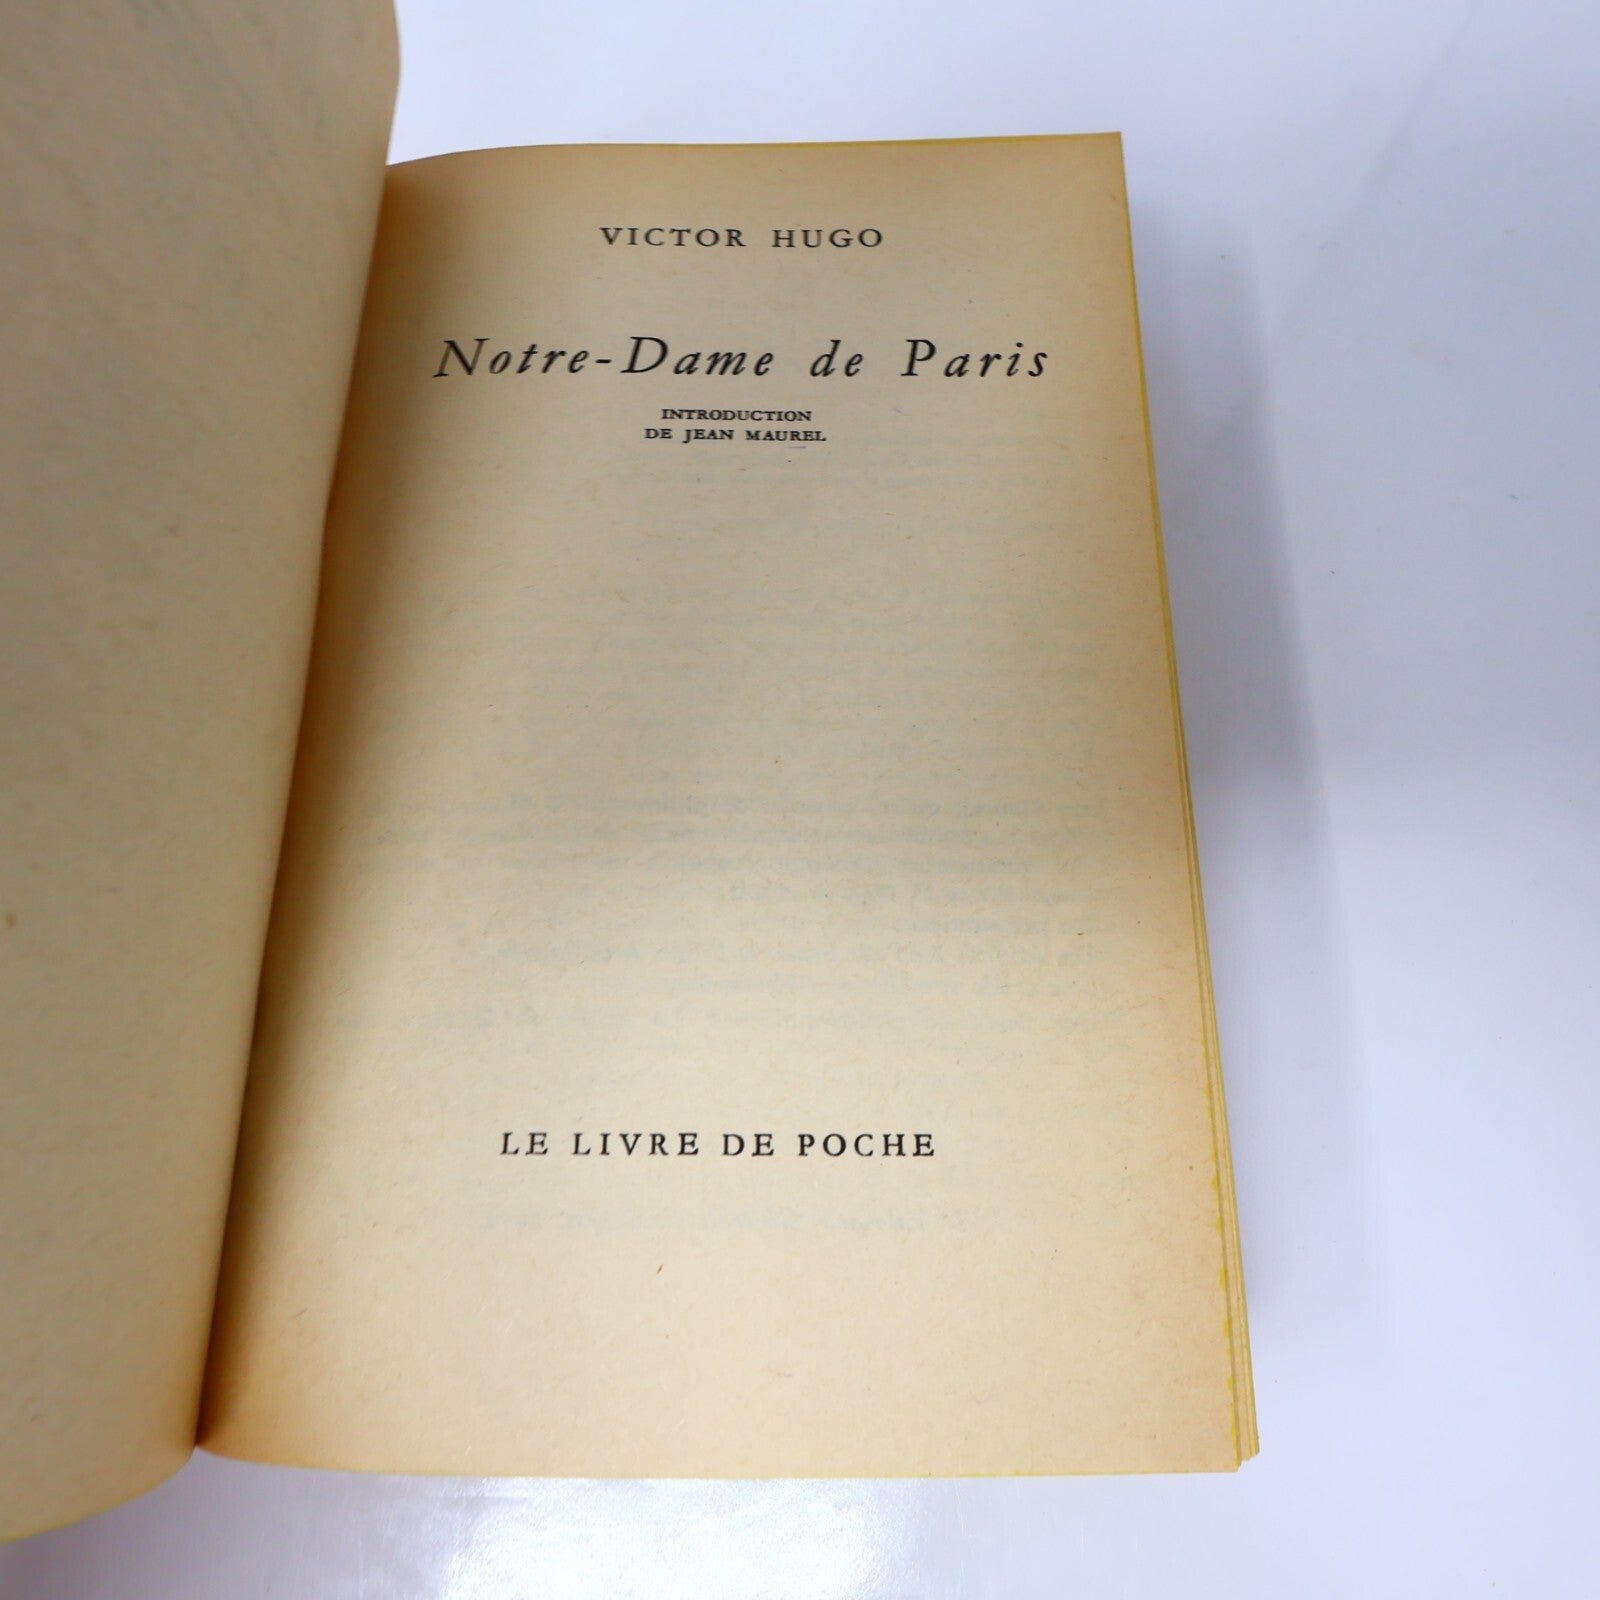 VICTOR HUGO
Notre-Dame de Paris
INTRODUCTION
DE JEAN MAUREL
LE LIVRE DE POCHE